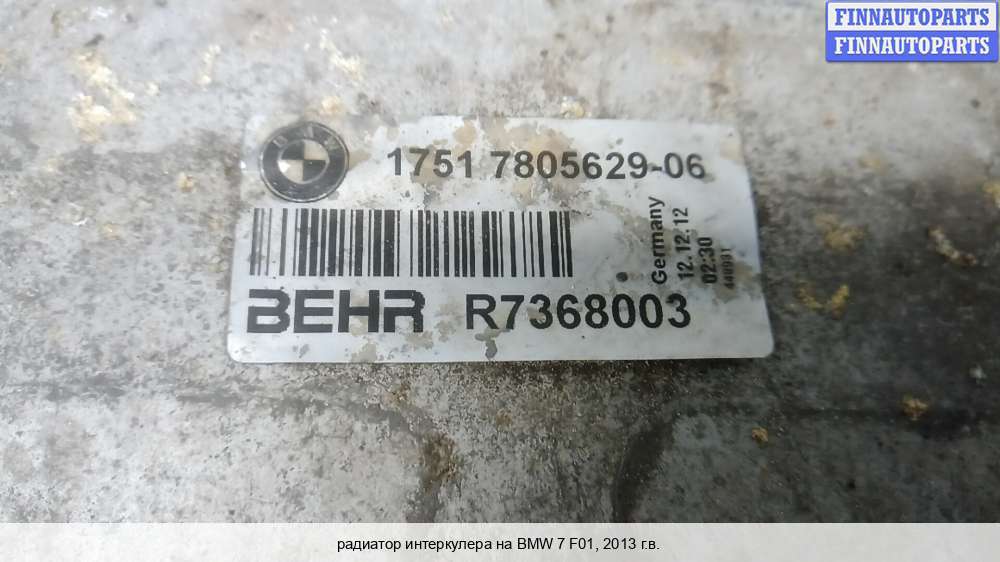 FINNAUTOPARTS
FINNAUTOPARTS
1751 7805629-06
Germany
12.12.12
02:30
BEHR R7368003
радиатор интеркулера на BMW 7 F01, 2013 г.в.